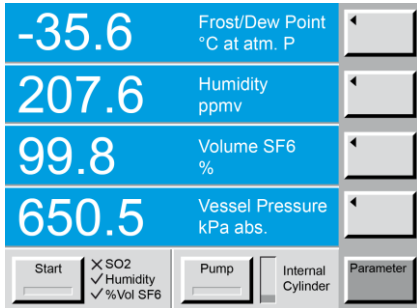 -35.6
Frost/Dew Point
°C at atm. P
207.6
Humidity
ppmv
99.8
Volume SF6
%
650.5
Vessel Pressure
kPa abs.
Start
SO2
✓Humidity
✓%Vol SF6
Pump
Internal
Cylinder
Parameter